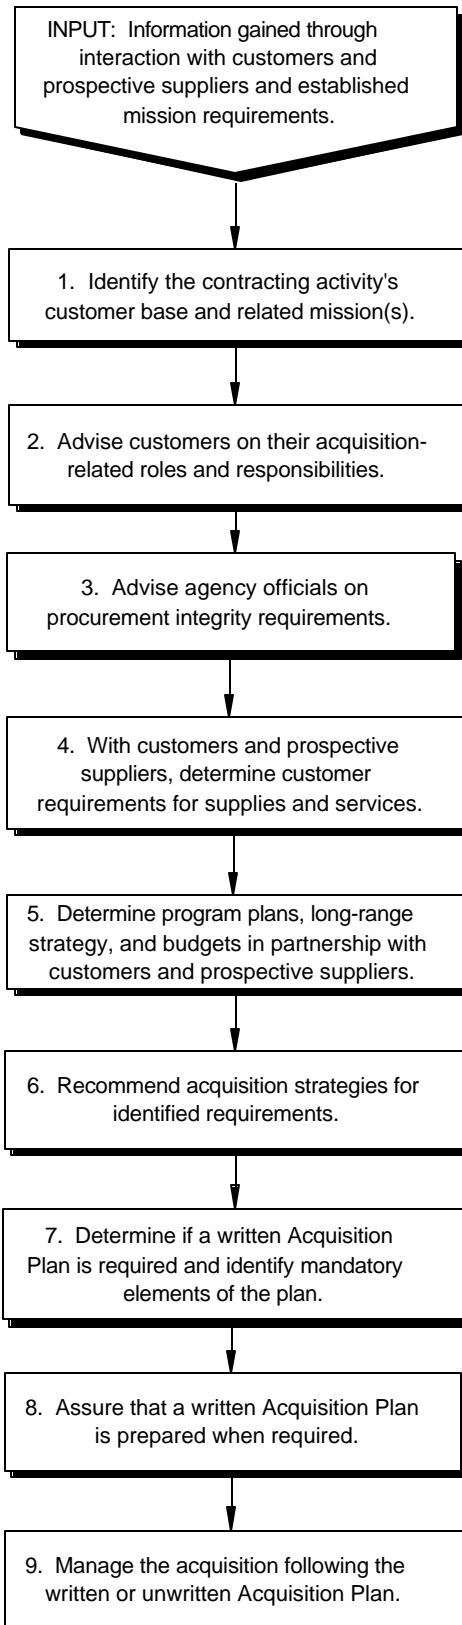 INPUT:  Information gained through
interaction with customers and
prospective suppliers and established
mission requirements.
1.  Identify the contracting activity's
customer base and related mission(s).
2.  Advise customers on their acquisition-
related roles and responsibilities.
3.  Advise agency officials on
procurement integrity requirements.
4.  With customers and prospective
suppliers, determine customer
requirements for supplies and services.
5.  Determine program plans, long-range
strategy, and budgets in partnership with
customers and prospective suppliers.
6.  Recommend acquisition strategies for
identified requirements.
7.  Determine if a written Acquisition
Plan is required and identify mandatory
elements of the plan.
8.  Assure that a written Acquisition Plan
is prepared when required.
9.  Manage the acquisition following the
written or unwritten Acquisition Plan.